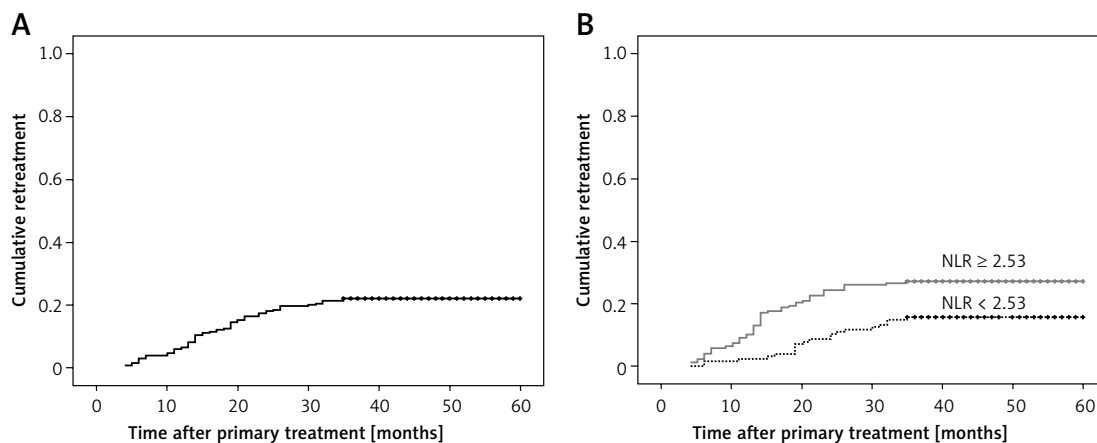 A
Cumulative retreatment
1.0
0.8
0.6
0.4
0.2
0
0 10 20 30 40 50 60
Time after primary treatment [months]
B
Cumulative retreatment
1.0
0.8
0.6
0.4
0.2
0
NLR ≥ 2.53
NLR < 2.53
0 10 20 30 40 50 60
Time after primary treatment [months]